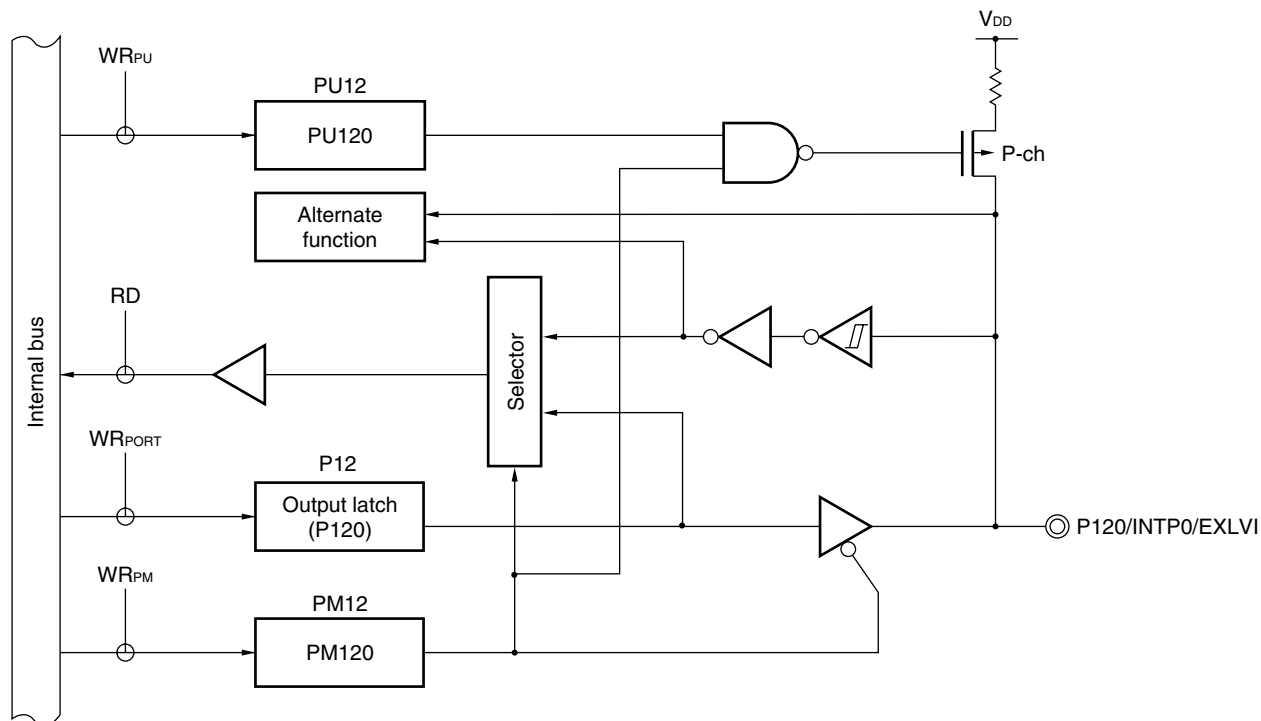 VDD
WRPU
PU12
PU120
P-ch
Alternate
function
RD
Internal bus
Selector
WRPORT
P12
Output latch
(P120)
P120/INTP0/EXLVI
WRPM
PM12
PM120